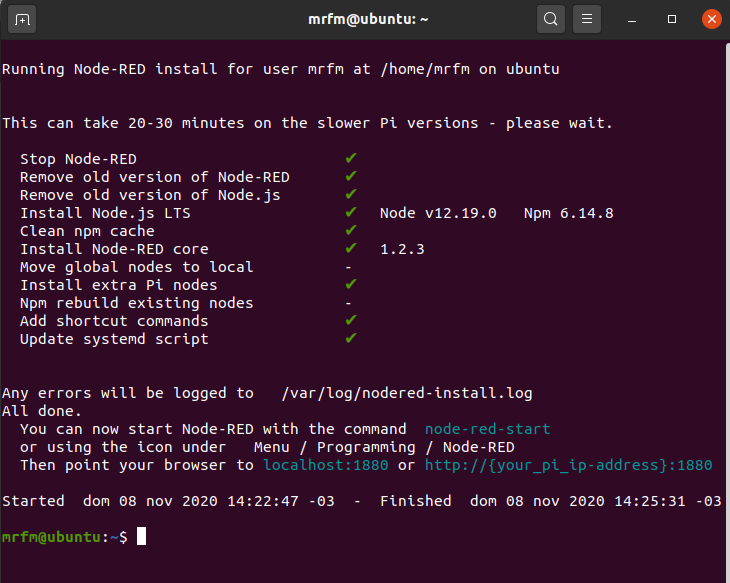 mrfm@ubuntu: ~
Running Node-RED install for user mrfm at /home/mrfm on ubuntu
This can take 20-30 minutes on the slower Pi versions - please wait.
Stop Node-RED ✔
Remove old version of Node-RED ✔
Remove old version of Node.js ✔
Install Node.js LTS ✔ Node v12.19.0 Npm 6.14.8
Clean npm cache ✔
Install Node-RED core ✔ 1.2.3
Move global nodes to local -
Install extra Pi nodes ✔
Npm rebuild existing nodes -
Add shortcut commands ✔
Update systemd script ✔
Any errors will be logged to /var/log/nodered-install.log
All done.
You can now start Node-RED with the command node-red-start
or using the icon under Menu / Programming / Node-RED
Then point your browser to localhost:1880 or http://{your_pi_ip-address}:1880
Started dom 08 nov 2020 14:22:47 -03 - Finished dom 08 nov 2020 14:25:31 -03
mrfm@ubuntu:~$